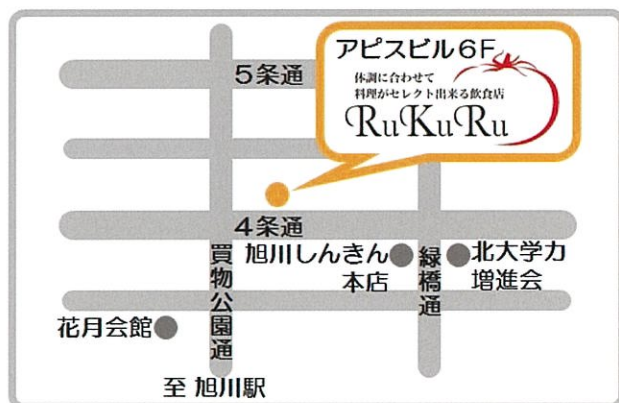 アピスビル6F
体調に合わせて
料理がセレクト出来る飲食店
RuKuRu
5条通
4条通
買物公園通
旭川しんきん
本店
緑橋通
北大学力
増進会
花月会館
至 旭川駅